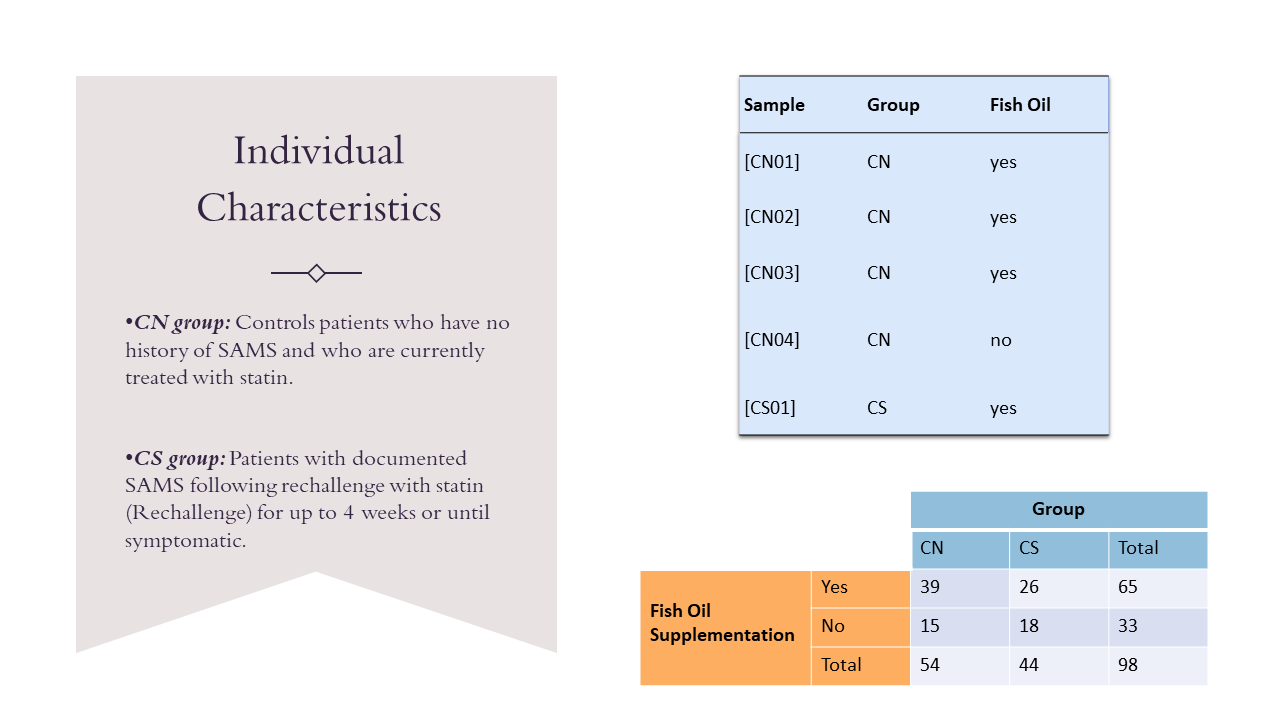 Individual
Characteristics
•CN group: Controls patients who have no
history of SAMS and who are currently
treated with statin.
•CS group: Patients with documented
SAMS following rechallenge with statin
(Rechallenge) for up to 4 weeks or until
symptomatic.
Sample Group Fish Oil
[CN01] CN yes
[CN02] CN yes
[CN03] CN yes
[CN04] CN no
[CS01] CS yes
Group
CN CS Total
Fish Oil
Supplementation
Yes 39 26 65
No 15 18 33
Total 54 44 98